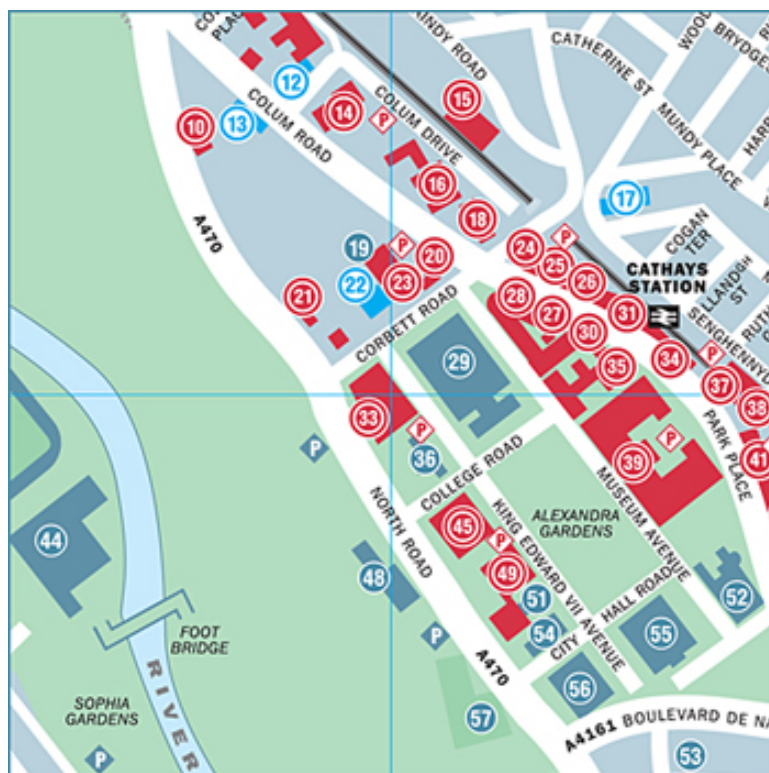 CATHERINE ST
MUNDY PLACE
PLACE
12
15
14
P
COLUM DRIVE
10
13
COLUM ROAD
16
17
A470
18
COGAN
TER
19
P
20
24
P
25
26
CATHAYS
STATION
LLANDGH
ST
22
23
21
28
27
31
SENGHENNYD
CORBETT ROAD
30
34
P
29
35
37
38
33
P
36
39
P
PARK PLACE
41
P
COLLEGE ROAD
MUSEUM AVENUE
NORTH ROAD
45
P
KING EDWARD VII AVENUE
ALEXANDRA
GARDENS
44
48
49
51
52
54
CITY HALL ROAD
55
FOOT
BRIDGE
P
RIVER
A470
56
SOPHIA
GARDENS
57
A4161 BOULEVARD DE NA
P
53